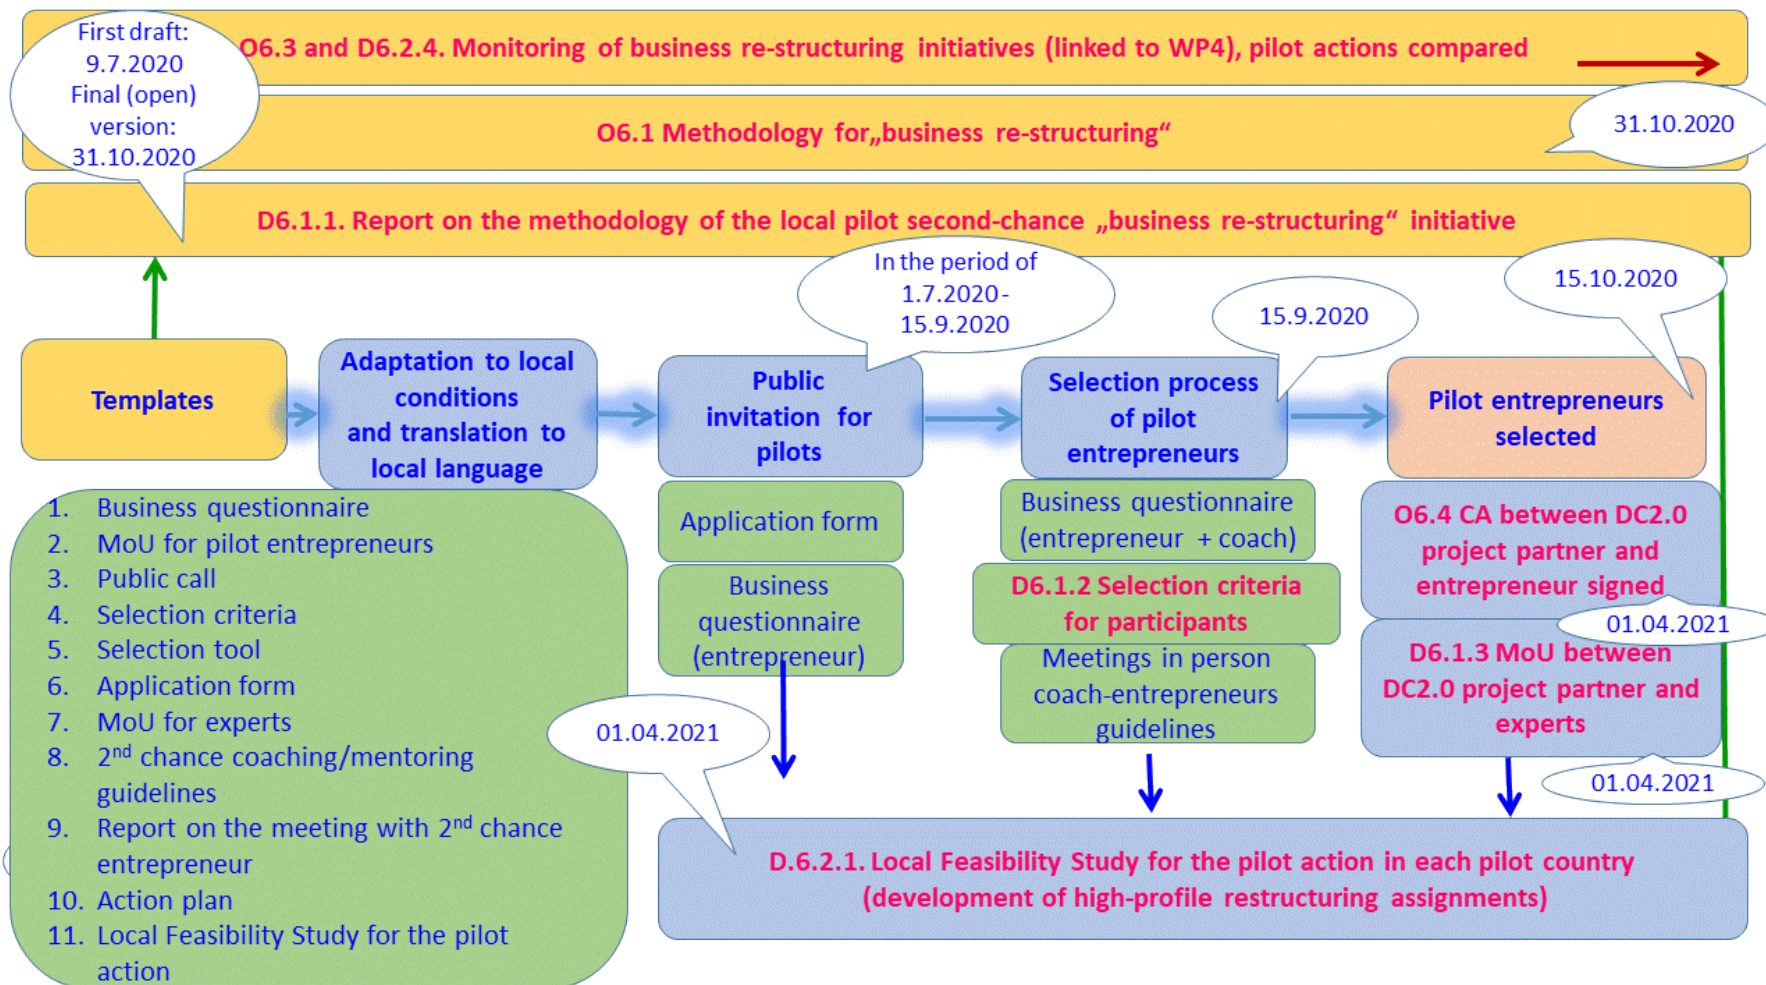 First draft:
9.7.2020
Final (open)
version:
31.10.2020
O6.3 and D6.2.4. Monitoring of business re-structuring initiatives (linked to WP4), pilot actions compared
O6.1 Methodology for„business re-structuring“
31.10.2020
D6.1.1. Report on the methodology of the local pilot second-chance „business re-structuring“ initiative
In the period of
1.7.2020 -
15.9.2020
15.9.2020
15.10.2020
Templates
Adaptation to local
conditions
and translation to
local language
Public
invitation for
pilots
Selection process
of pilot
entrepreneurs
Pilot entrepreneurs
selected
1. Business questionnaire
2. MoU for pilot entrepreneurs
3. Public call
4. Selection criteria
5. Selection tool
6. Application form
7. MoU for experts
8. 2nd chance coaching/mentoring
guidelines
9. Report on the meeting with 2nd chance
entrepreneur
10. Action plan
11. Local Feasibility Study for the pilot
action
Application form
Business
questionnaire
(entrepreneur)
01.04.2021
Business questionnaire
(entrepreneur + coach)
D6.1.2 Selection criteria
for participants
Meetings in person
coach-entrepreneurs
guidelines
O6.4 CA between DC2.0
project partner and
entrepreneur signed
01.04.2021
D6.1.3 MoU between
DC2.0 project partner and
experts
01.04.2021
D.6.2.1. Local Feasibility Study for the pilot action in each pilot country
(development of high-profile restructuring assignments)